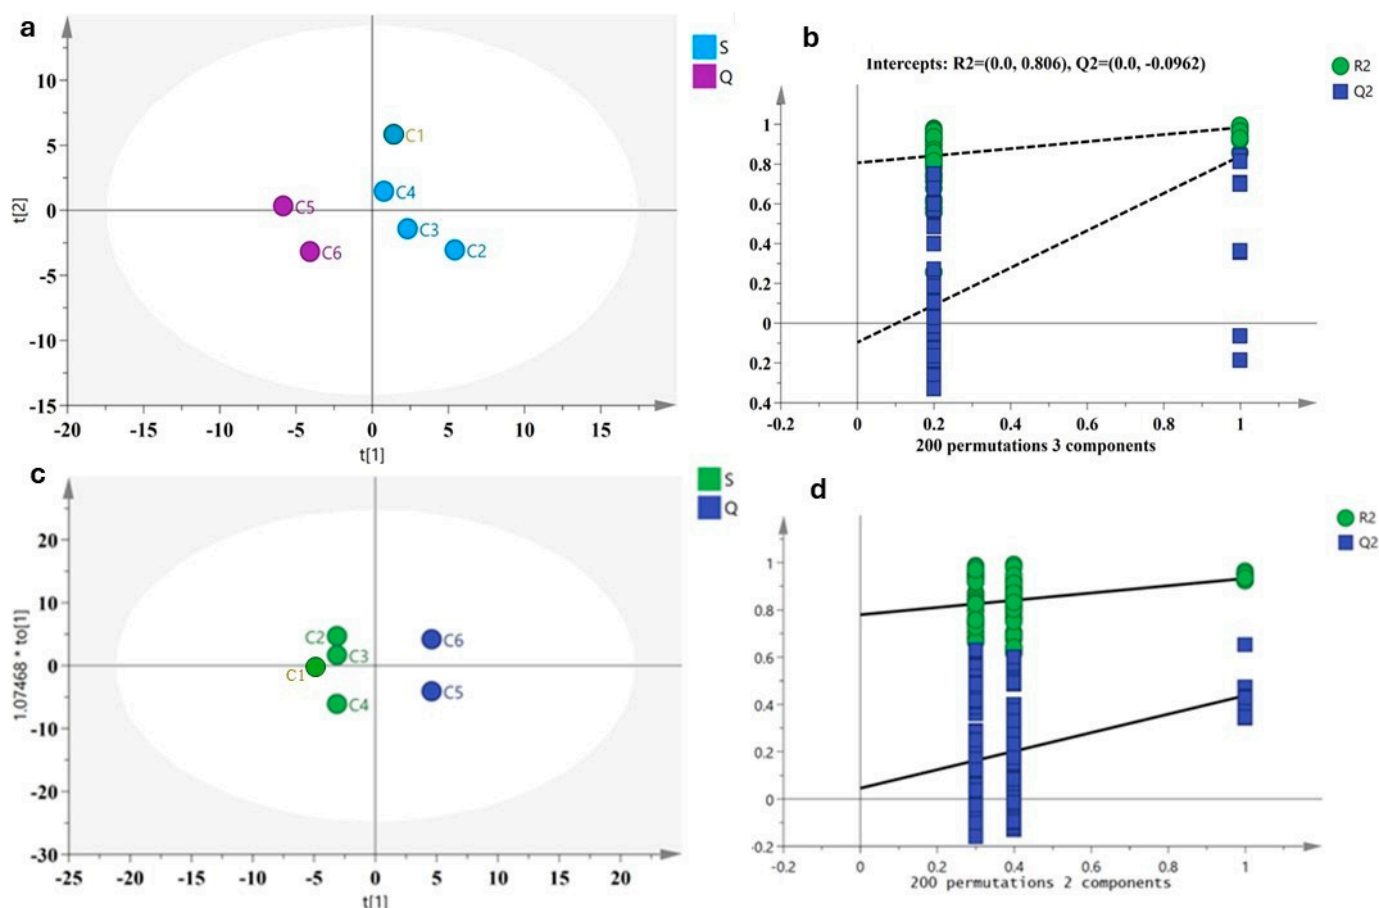 a
S
Q
10
5
0
-5
-10
-15
t[2]
C1
C4
C5
C3
C6
C2
-20
-15
-10
-5
0
5
10
15
t[1]
b
Intercepts: R2=(0.0, 0.806), Q2=(0.0, -0.0962)
R2
Q2
1
0.8
0.6
0.4
0.2
0
0.2
0.4
-0.2
0
0.2
0.4
0.6
0.8
1
200 permutations 3 components
c
S
Q
20
10
0
-10
-20
-30
1.07468 * to[1]
C2
C6
C3
C1
C5
C4
-25
-20
-15
-10
-5
0
5
10
15
20
t[1]
d
R2
Q2
1
0.8
0.6
0.4
0.2
0
-0.2
-0.2
0
0.2
0.4
0.6
0.8
1
200 permutations 2 components